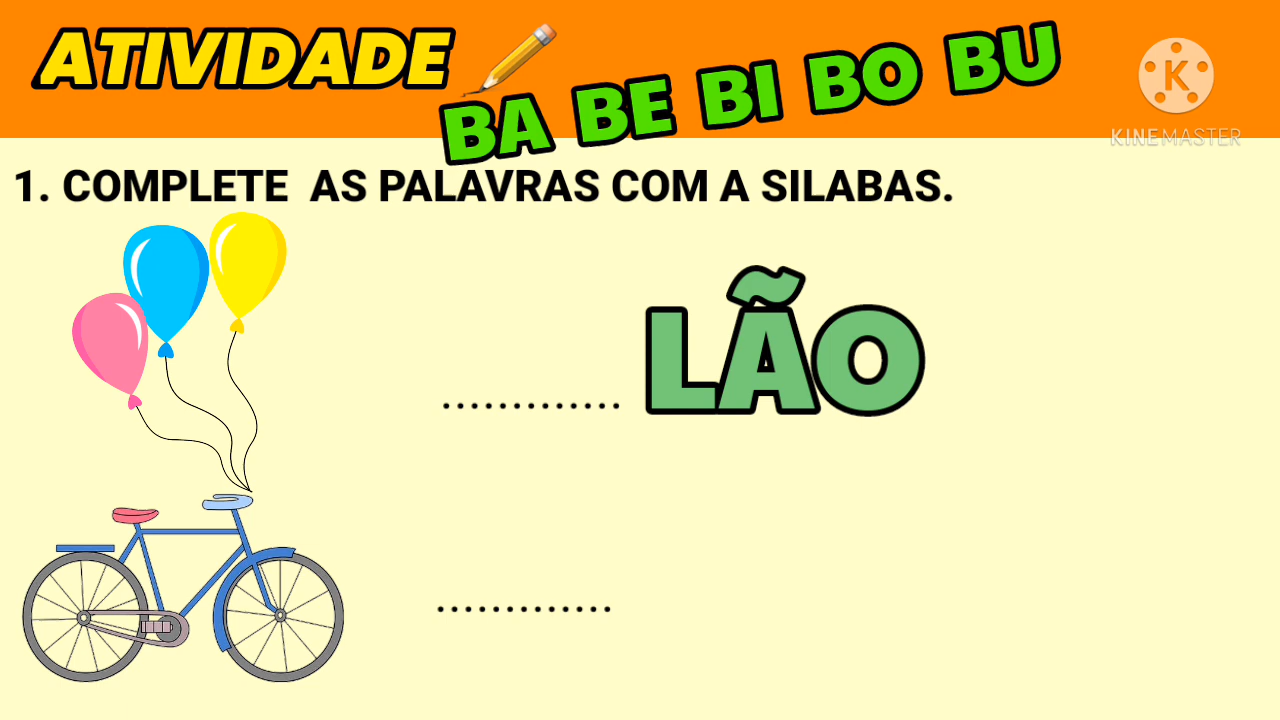 ATIVIDADE
BA BE BI BO BU
K
KINEMASTER
1. COMPLETE AS PALAVRAS COM A SILABAS.
............. LÃO
.............